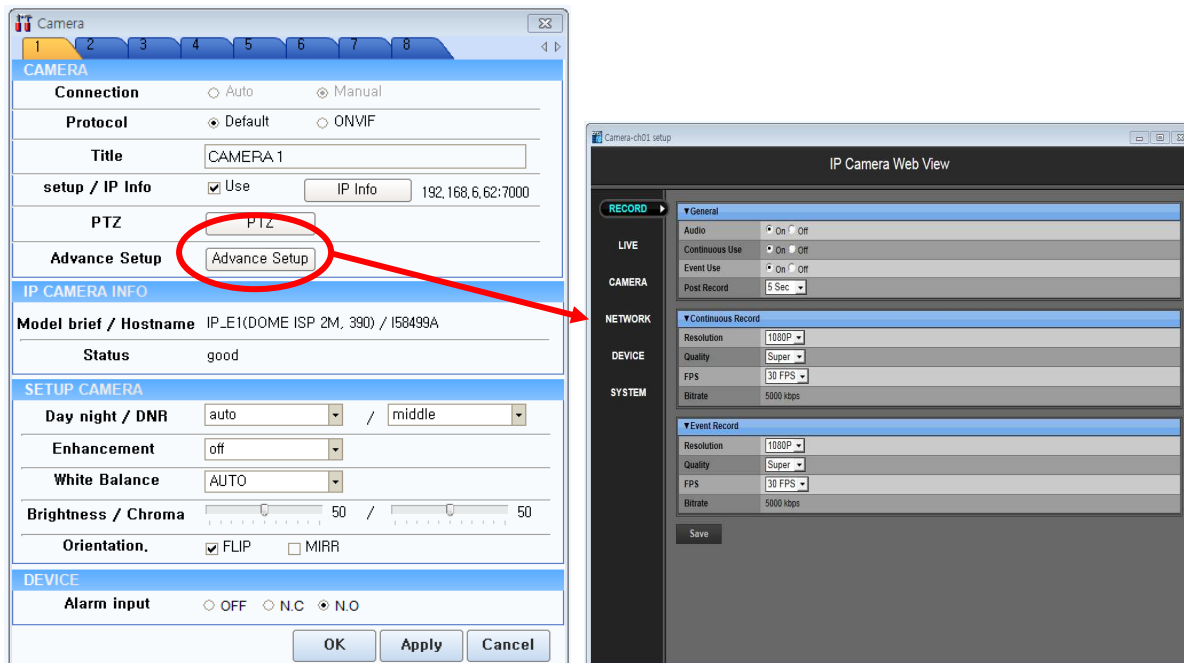 Camera
1 2 3 4 5 6 7 8
CAMERA
Connection Auto Manual
Protocol Default ONVIF
Title CAMERA 1
setup / IP Info Use IP Info 192,168,6,62:7000
PTZ PTZ
Advance Setup Advance Setup
IP CAMERA INFO
Model brief / Hostname IP_E1(DOME ISP 2M, 390) / I58499A
Status good
SETUP CAMERA
Day night / DNR auto / middle
Enhancement off
White Balance AUTO
Brightness / Chroma 50 / 50
Orientation. FLIP MIRR
DEVICE
Alarm input OFF N.C N.O
OK Apply Cancel
Camera-ch01 setup
IP Camera Web View
RECORD
LIVE
CAMERA
NETWORK
DEVICE
SYSTEM
▼General
Audio On Off
Continuous Use On Off
Event Use On Off
Post Record 5 Sec
▼Continuous Record
Resolution 1080P
Quality Super
FPS 30 FPS
Bitrate 5000 kbps
▼Event Record
Resolution 1080P
Quality Super
FPS 30 FPS
Bitrate 5000 kbps
Save